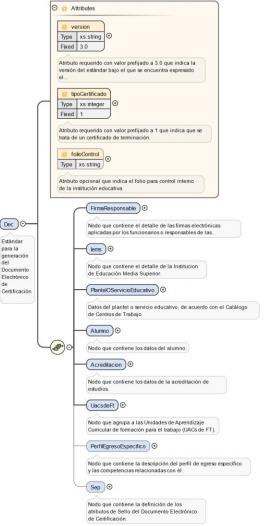 Attributes
version
Type xs:string
Fixed 3.0
Atributo requerido con valor prefijado a 3.0 que indica la
versión del estándar bajo el que se encuentra expresado
el...
tipoCertificado
Type xs:integer
Fixed 1
Atributo requerido con valor prefijado a 1 que indica que se
trata de un certificado de terminación.
folioControl
Type xs:string
Atributo opcional que indica el folio para control interno
de la institución educativa.
Dec
Estándar
para la
generación
del
Documento
Electrónico
de
Certificación
FirmaResponsable
Nodo que contiene el detalle de las firmas electrónicas
aplicadas por los funcionarios o responsables de las..
Iems
Nodo que contiene el detalle de la Institucion
de Educación Media Superior.
PlantelOServicioEducativo
Datos del plantel o servicio educativo, de acuerdo con el Catálogo
de Centros de Trabajo.
Alumno
Nodo que contiene los datos del alumno.
Acreditacion
Nodo que contiene los datos de la acreditación de
estudios.
UacsdeFt
Nodo que agrupa a las Unidades de Aprendizaje
Curricular de formación para el trabajo (UACs de FT).
PerfilEgresoEspecifico
Nodo que contiene la descripción del perfil de egreso específico
y las competencias relacionadas con él.
Sep
Nodo que contiene la definición de los
atributos de Sello del Documento Electrónico
de Certificación.